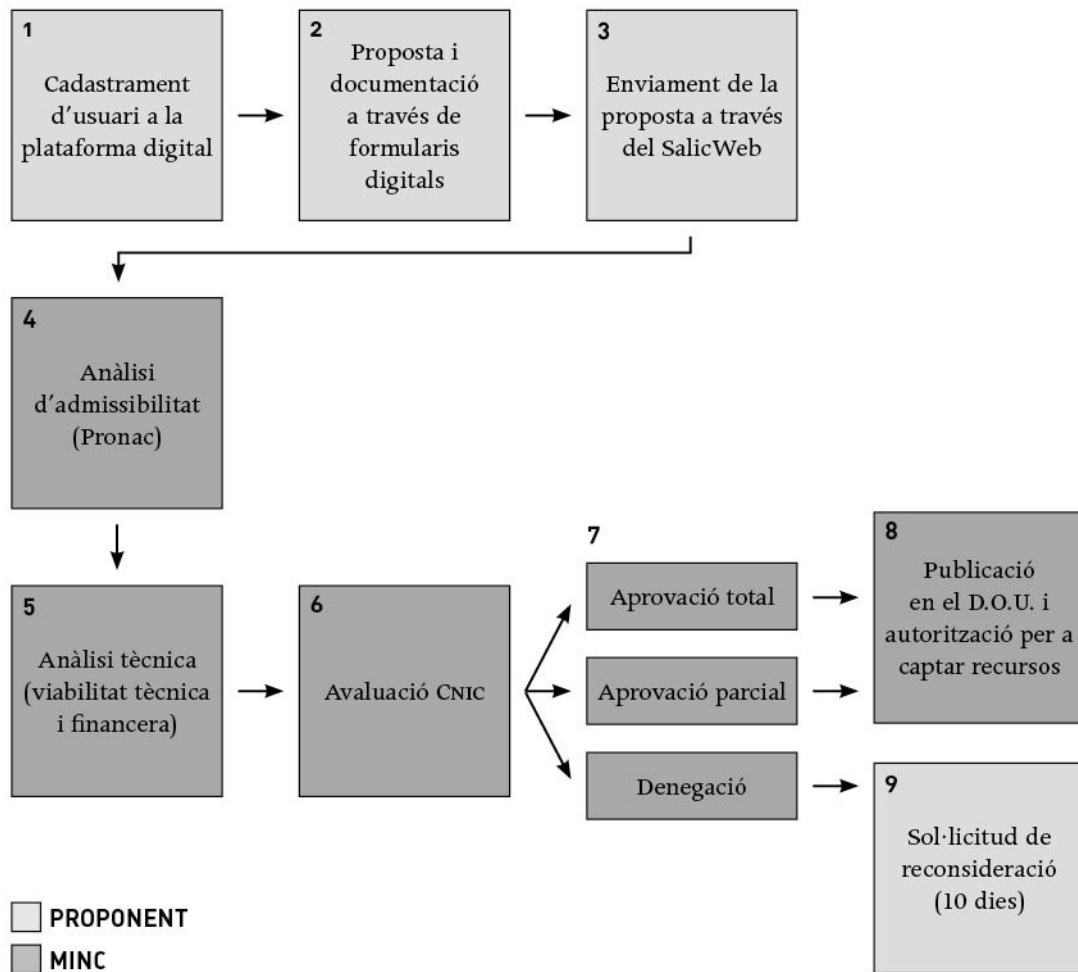 1
Cadastrament
d’usuari a la
plataforma digital
2
Proposta i
documentació
a través de
formularis
digitals
3
Enviament de la
proposta a través
del SalicWeb
4
Anàlisi
d’admissibilitat
(Pronac)
5
Anàlisi tècnica
(viabilitat tècnica
i financera)
6
Avaluació CNIC
7
Aprovació total
Aprovació parcial
Denegació
8
Publicació
en el D.O.U. i
autorització per a
captar recursos
9
Sol·licitud de
reconsideració
(10 dies)
PROPONENT
MINC